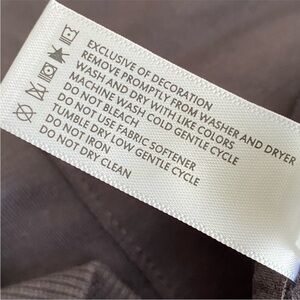 EXCLUSIVE OF DECORATION
REMOVE PROMPTLY FROM WASHER AND DRYER
WASH AND DRY WITH LIKE COLORS
MACHINE WASH COLD GENTLE CYCLE
DO NOT BLEACH
DO NOT USE FABRIC SOFTENER
TUMBLE DRY LOW GENTLE CYCLE
DO NOT IRON
DO NOT DRY CLEAN